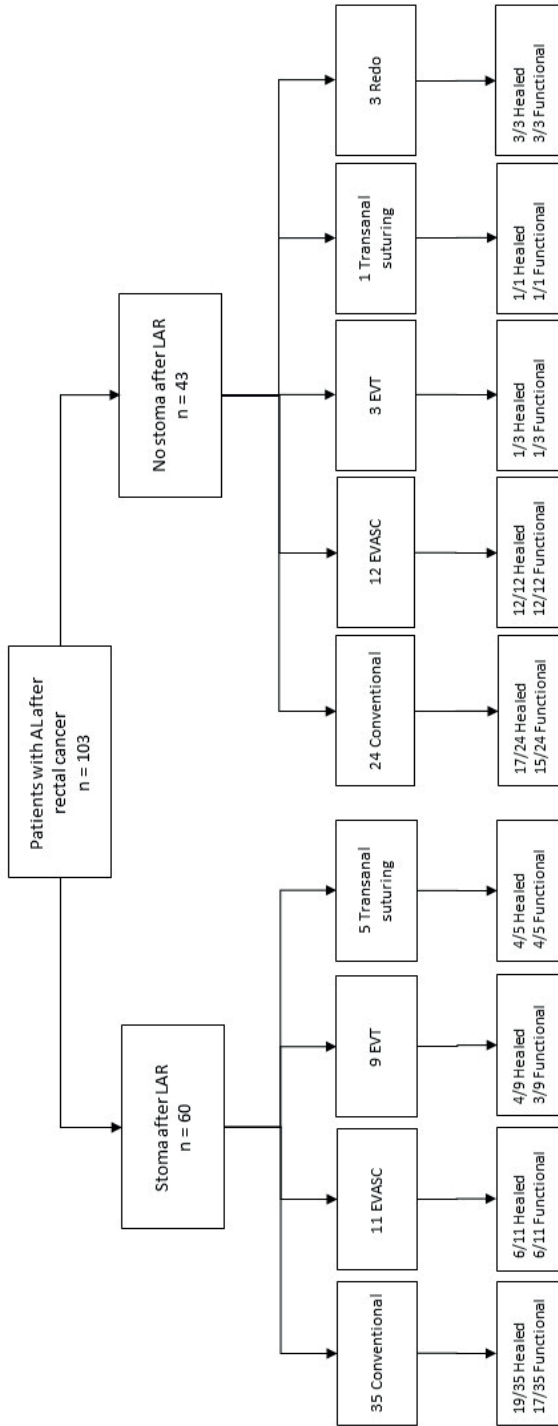 Patients with AL after
rectal cancer
n = 103
Stoma after LAR
n = 60
No stoma after LAR
n = 43
35 Conventional
11 EVASC
9 EVT
5 Transanal
suturing
24 Conventional
12 EVASC
3 EVT
1 Transanal
suturing
3 Redo
19/35 Healed
17/35 Functional
6/11 Healed
6/11 Functional
4/9 Healed
3/9 Functional
4/5 Healed
4/5 Functional
17/24 Healed
15/24 Functional
12/12 Healed
12/12 Functional
1/3 Healed
1/3 Functional
1/1 Healed
1/1 Functional
3/3 Healed
3/3 Functional